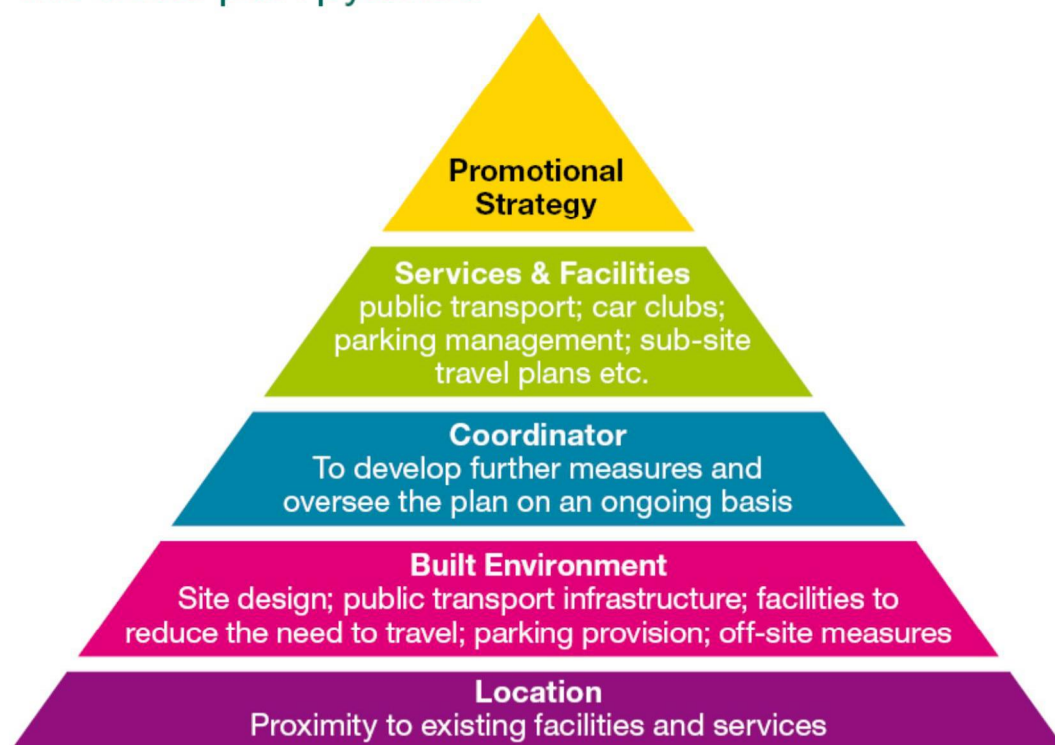 Promotional
Strategy
Services & Facilities
public transport; car clubs;
parking management; sub-site
travel plans etc.
Coordinator
To develop further measures and
oversee the plan on an ongoing basis
Built Environment
Site design; public transport infrastructure; facilities to
reduce the need to travel; parking provision; off-site measures
Location
Proximity to existing facilities and services